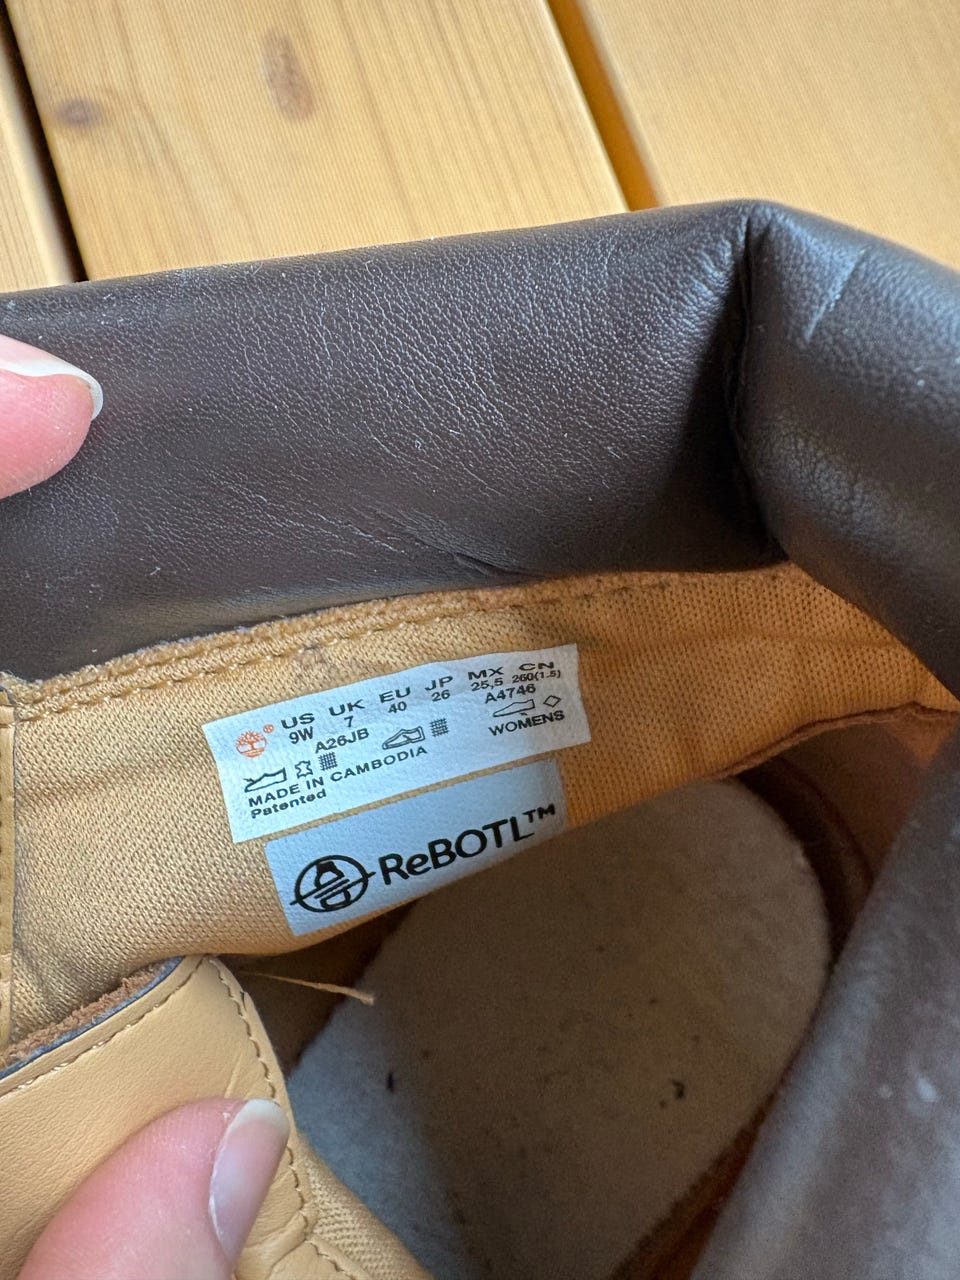 US UK EU JP MX CN
9W 7 40 26 25,5 260(1.5)
A26JB A4746
WOMENS
MADE IN CAMBODIA
Patented
ReBOTL™